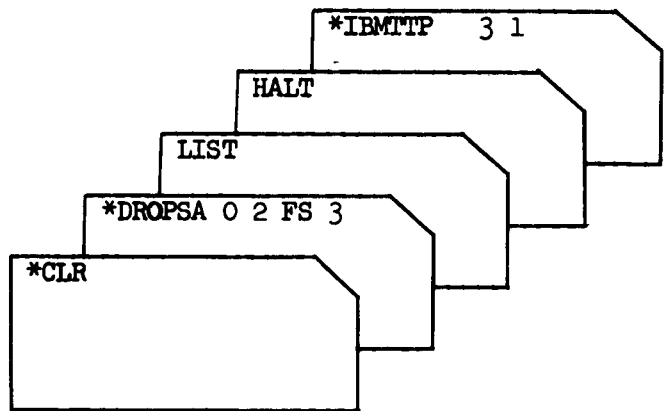 *IBMTTP 3 1
HALT
LIST
*DROPSA 0 2 FS 3
*CLR